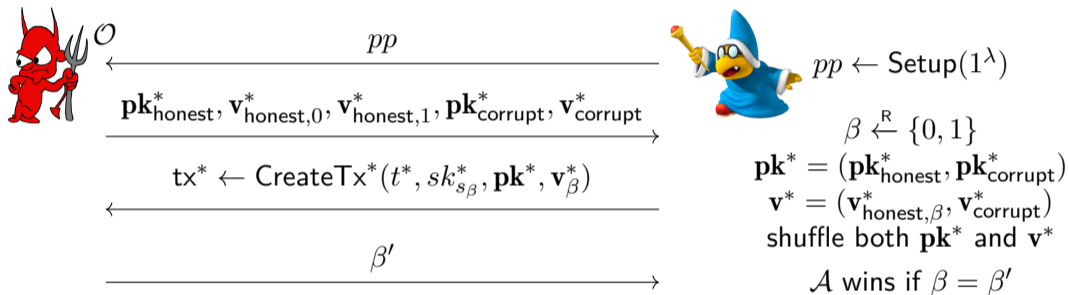 𝒪
pp
pk*_honest, v*_honest,0, v*_honest,1, pk*_corrupt, v*_corrupt
tx* ← CreateTx*(t*, sk*_{s_β}, pk*, v*_β)
β′
pp ← Setup(1^λ)
β ←^R {0, 1}
pk* = (pk*_honest, pk*_corrupt)
v* = (v*_honest,β, v*_corrupt)
shuffle both pk* and v*
𝒜 wins if β = β′